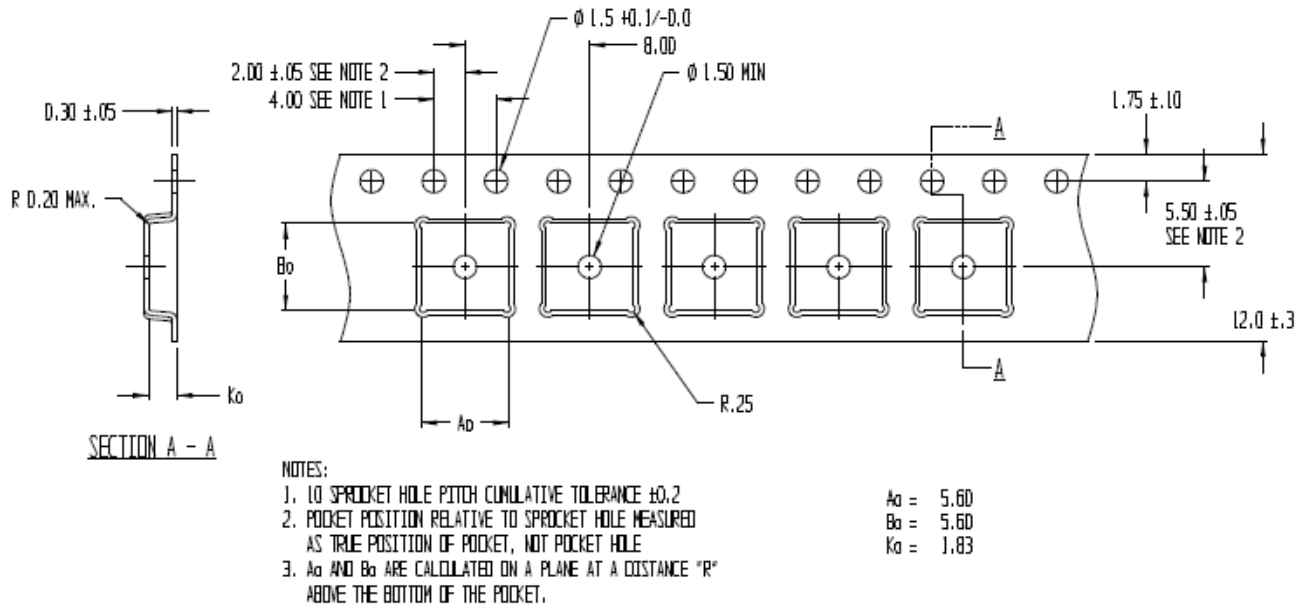 Ø 1.5 +0.1/-0.0
8.00
2.00 ±.05 SEE NOTE 2
Ø 1.50 MIN
4.00 SEE NOTE 1
0.30 ±.05
1.75 ±.10
A
R 0.20 MAX.
5.50 ±.05
SEE NOTE 2
Bo
12.0 ±.3
A
Ko
R.25
Ao
SECTION A - A
NOTES:
1. 10 SPROCKET HOLE PITCH CUMULATIVE TOLERANCE ±0.2
2. POCKET POSITION RELATIVE TO SPROCKET HOLE MEASURED
AS TRUE POSITION OF POCKET, NOT POCKET HOLE
3. Ao AND Bo ARE CALCULATED ON A PLANE AT A DISTANCE "R"
ABOVE THE BOTTOM OF THE POCKET.
Ao = 5.60
Bo = 5.60
Ko = 1.83